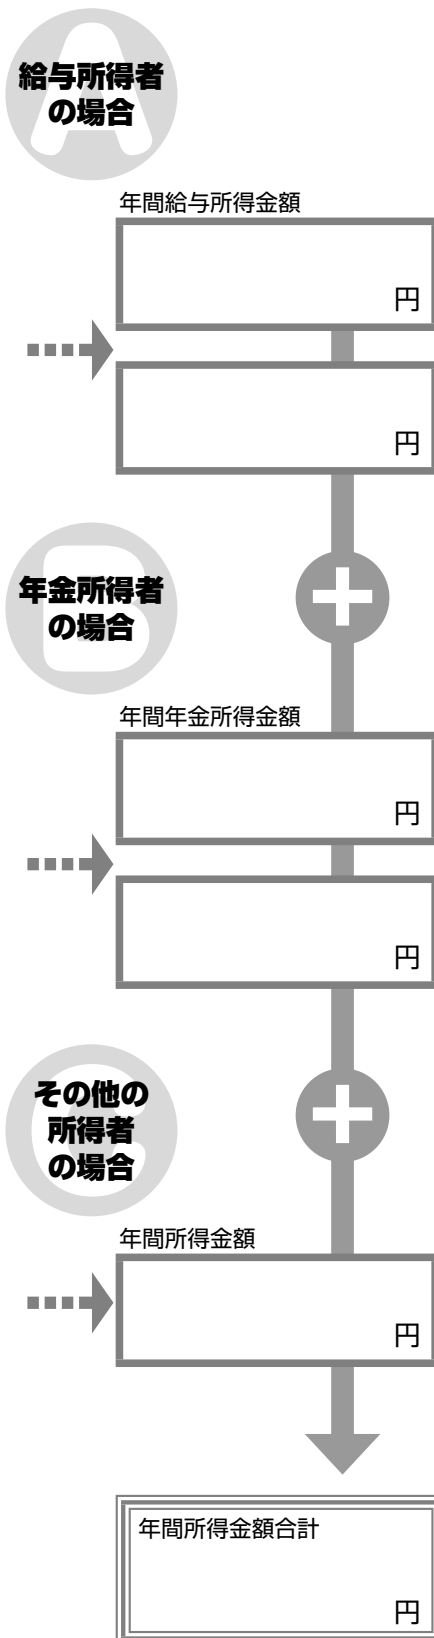 A
給与所得者
の場合
年間給与所得金額
円
円
B
年金所得者
の場合
年間年金所得金額
円
円
C
その他の
所得者
の場合
年間所得金額
円
年間所得金額合計
円